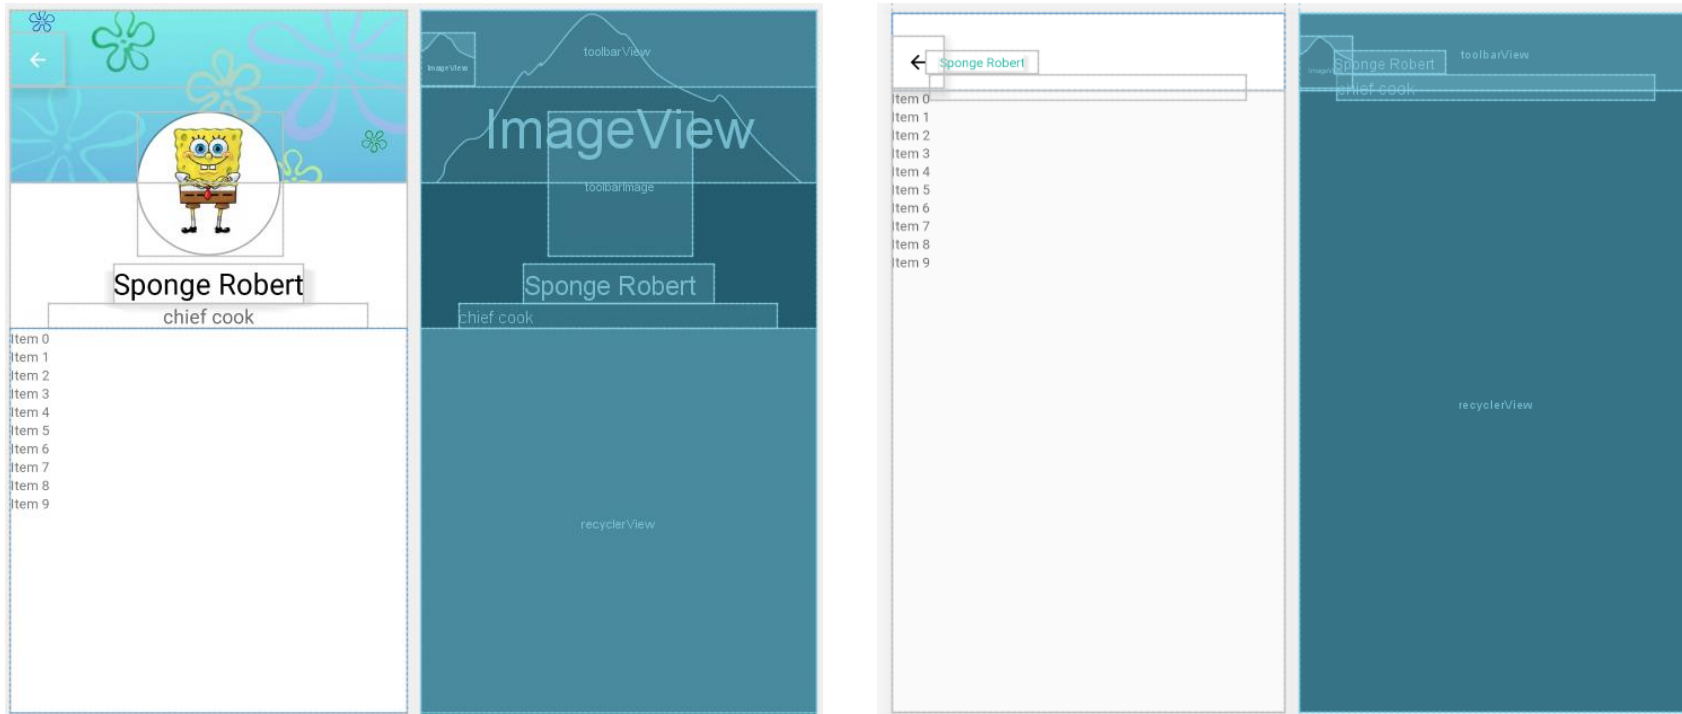 Sponge Robert
chief cook
Item 0
Item 1
Item 2
Item 3
Item 4
Item 5
Item 6
Item 7
Item 8
Item 9
toolbarView
ImageView
ImageView
toolbarImage
Sponge Robert
chief cook
recyclerView
Sponge Robert
Item 0
Item 1
Item 2
Item 3
Item 4
Item 5
Item 6
Item 7
Item 8
Item 9
toolbarView
Sponge Robert
chief cook
recyclerView